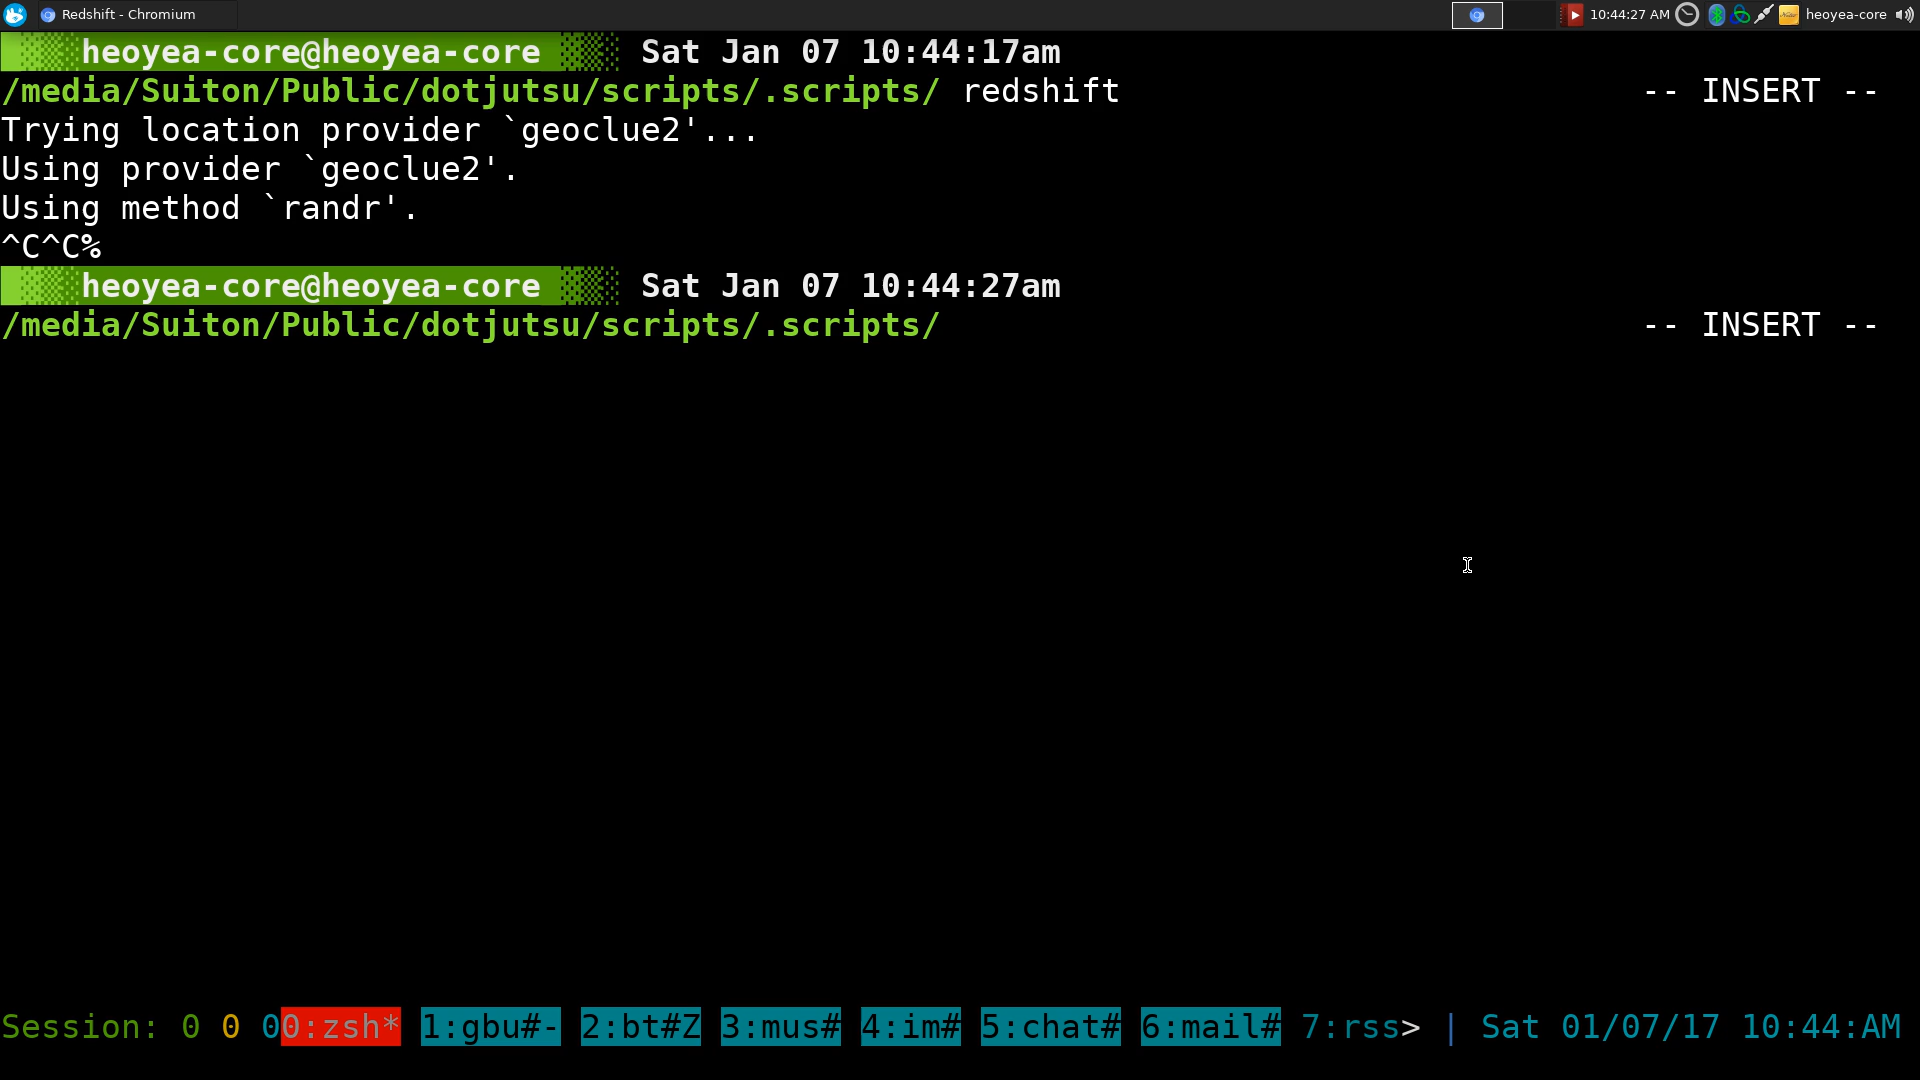 Redshift - Chromium 10:44:27 AM heoyea-core
heoyea-core@heoyea-core Sat Jan 07 10:44:17am
/media/Suiton/Public/dotjutsu/scripts/.scripts/ redshift -- INSERT --
Trying location provider `geoclue2'...
Using provider `geoclue2'.
Using method `randr'.
^C^C%
heoyea-core@heoyea-core Sat Jan 07 10:44:27am
/media/Suiton/Public/dotjutsu/scripts/.scripts/ -- INSERT --
Session: 0 0 00:zsh* 1:gbu#- 2:bt#Z 3:mus# 4:im# 5:chat# 6:mail# 7:rss> | Sat 01/07/17 10:44:AM